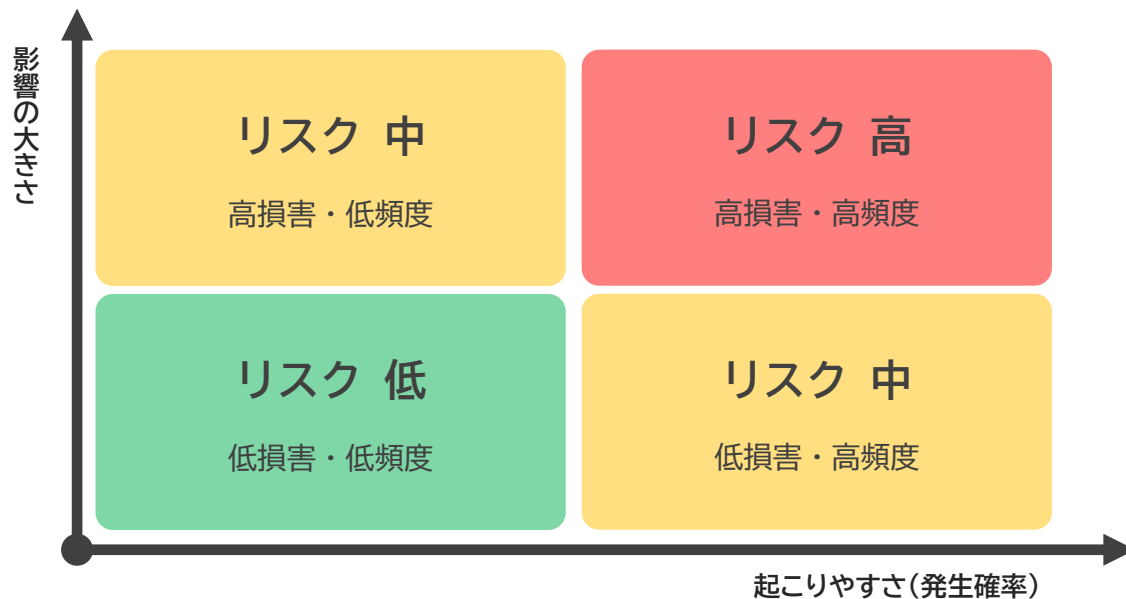 影響の大きさ
リスク 中
高損害・低頻度
リスク 高
高損害・高頻度
リスク 低
低損害・低頻度
リスク 中
低損害・高頻度
起こりやすさ(発生確率)